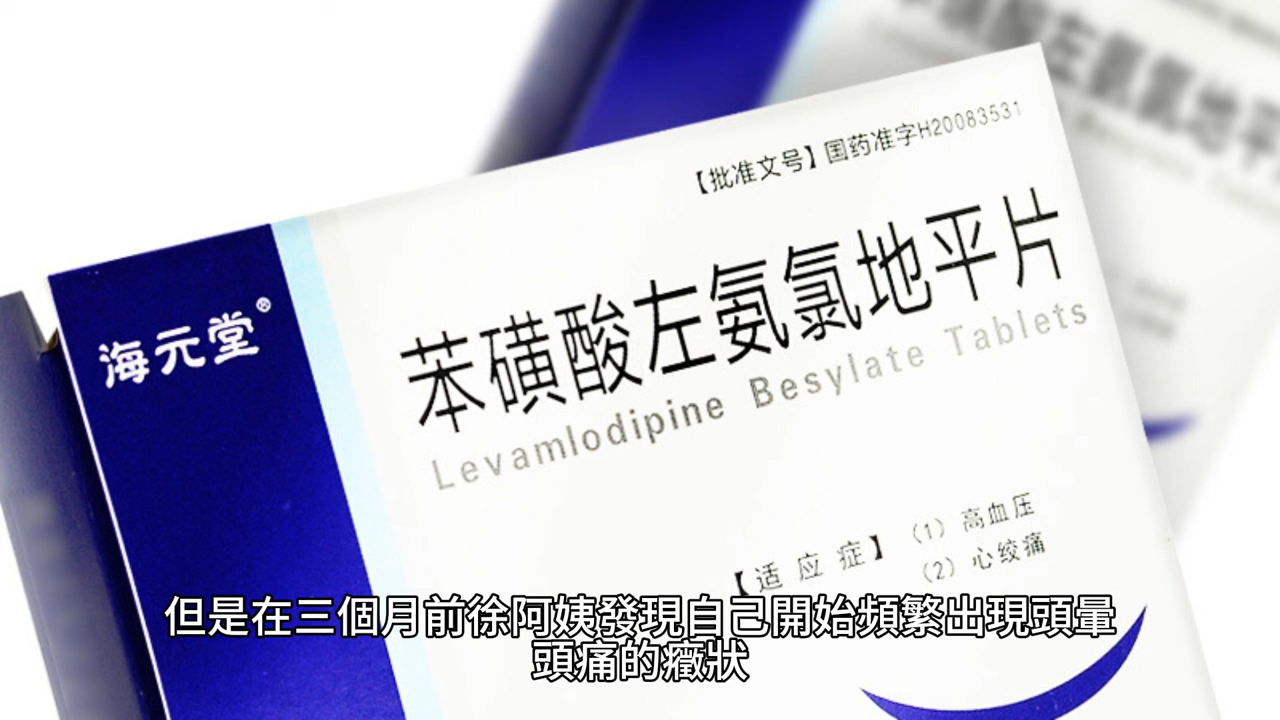 【批准文号】国药准字H20083531
海元堂®
苯磺酸左氨氯地平片
Levamlodipine Besylate Tablets
【适应症】(1) 高血压
(2) 心绞痛
但是在三個月前徐阿姨發現自己開始頻繁出現頭暈
頭痛的癥狀